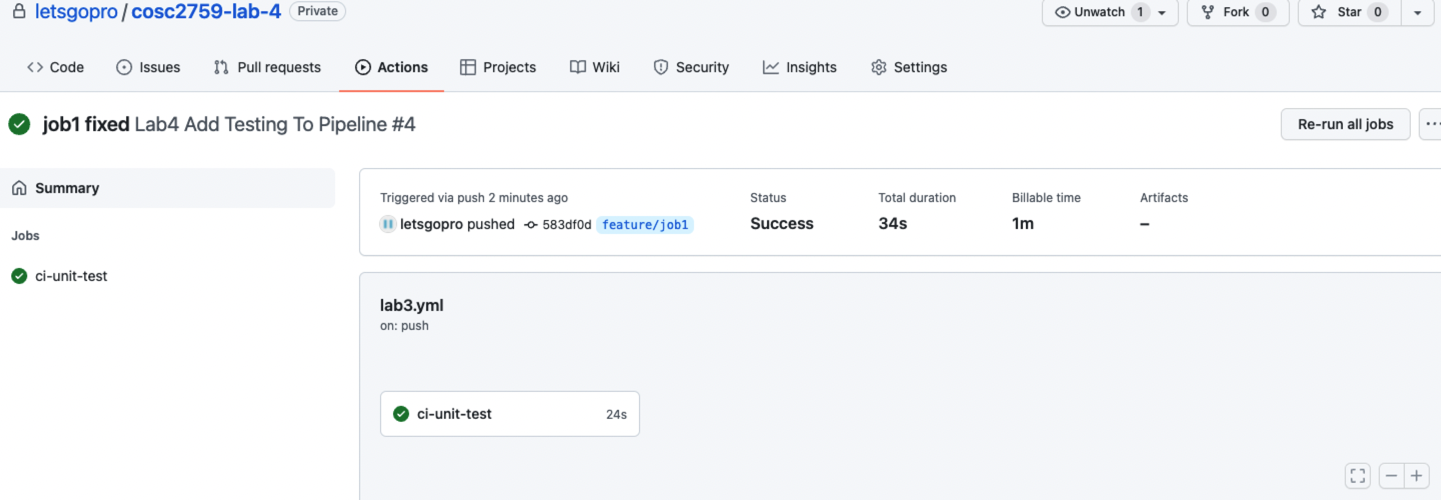 letsgopro / cosc2759-lab-4 Private Unwatch 1 Fork 0 Star 0
Code Issues Pull requests Actions Projects Wiki Security Insights Settings
job1 fixed Lab4 Add Testing To Pipeline #4 Re-run all jobs ...
Summary
Jobs
ci-unit-test
Triggered via push 2 minutes ago Status Total duration Billable time Artifacts
letsgopro pushed 583df0d feature/job1 Success 34s 1m –
lab3.yml
on: push
ci-unit-test 24s